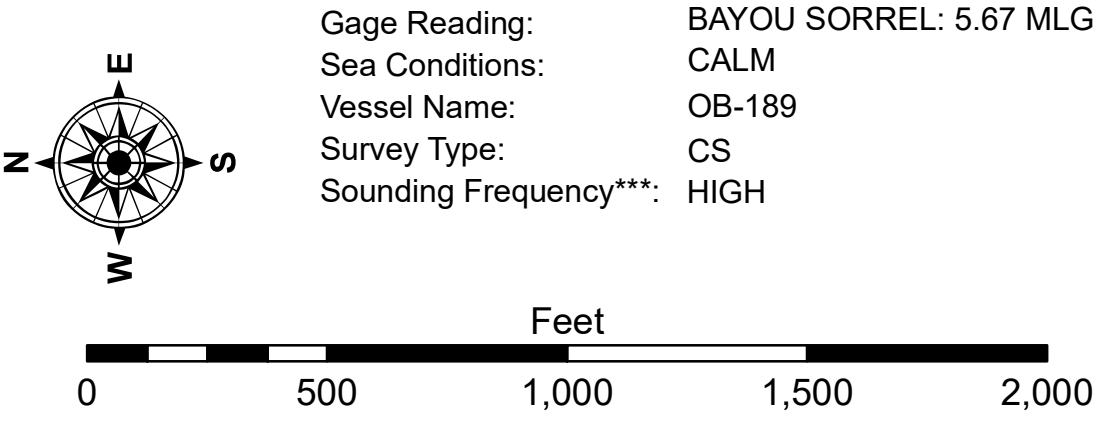 Gage Reading: BAYOU SORREL: 5.67 MLG
Sea Conditions: CALM
Vessel Name: OB-189
Survey Type: CS
Sounding Frequency***: HIGH
E
N S
W
Feet
0 500 1,000 1,500 2,000